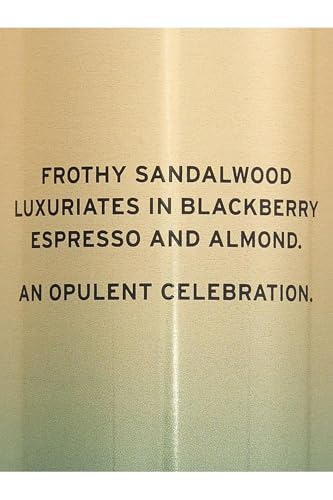 FROTHY SANDALWOOD
LUXURIATES IN BLACKBERRY
ESPRESSO AND ALMOND.
AN OPULENT CELEBRATION.